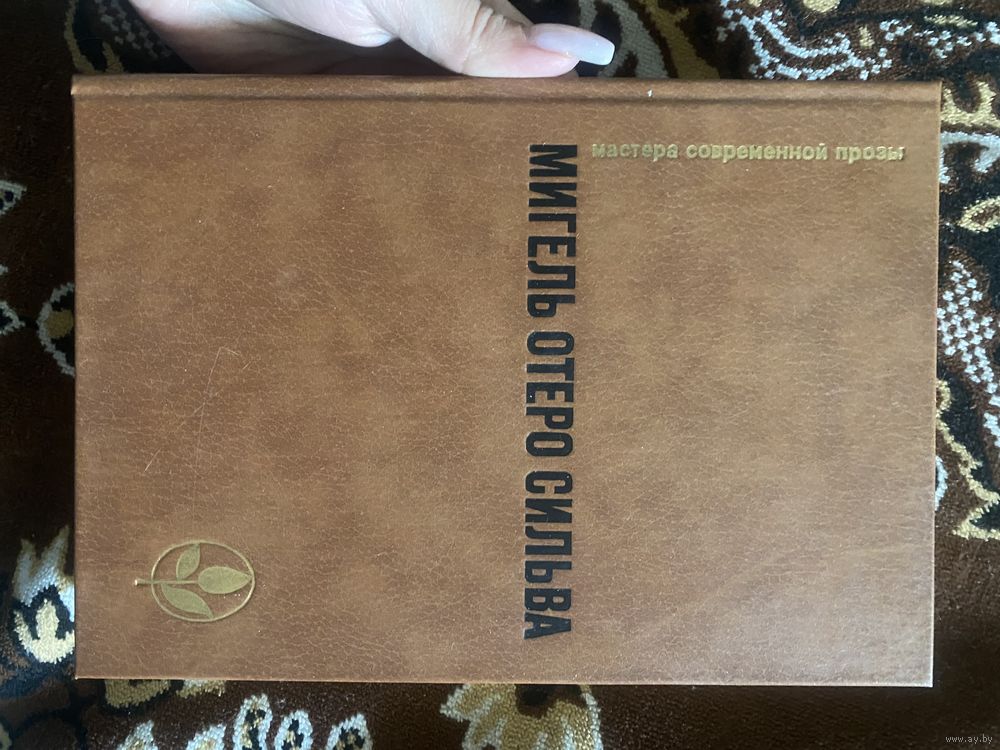 мастера современной прозы
МИГЕЛЬ ОТЕРО СИЛЬВА
www.ay.by